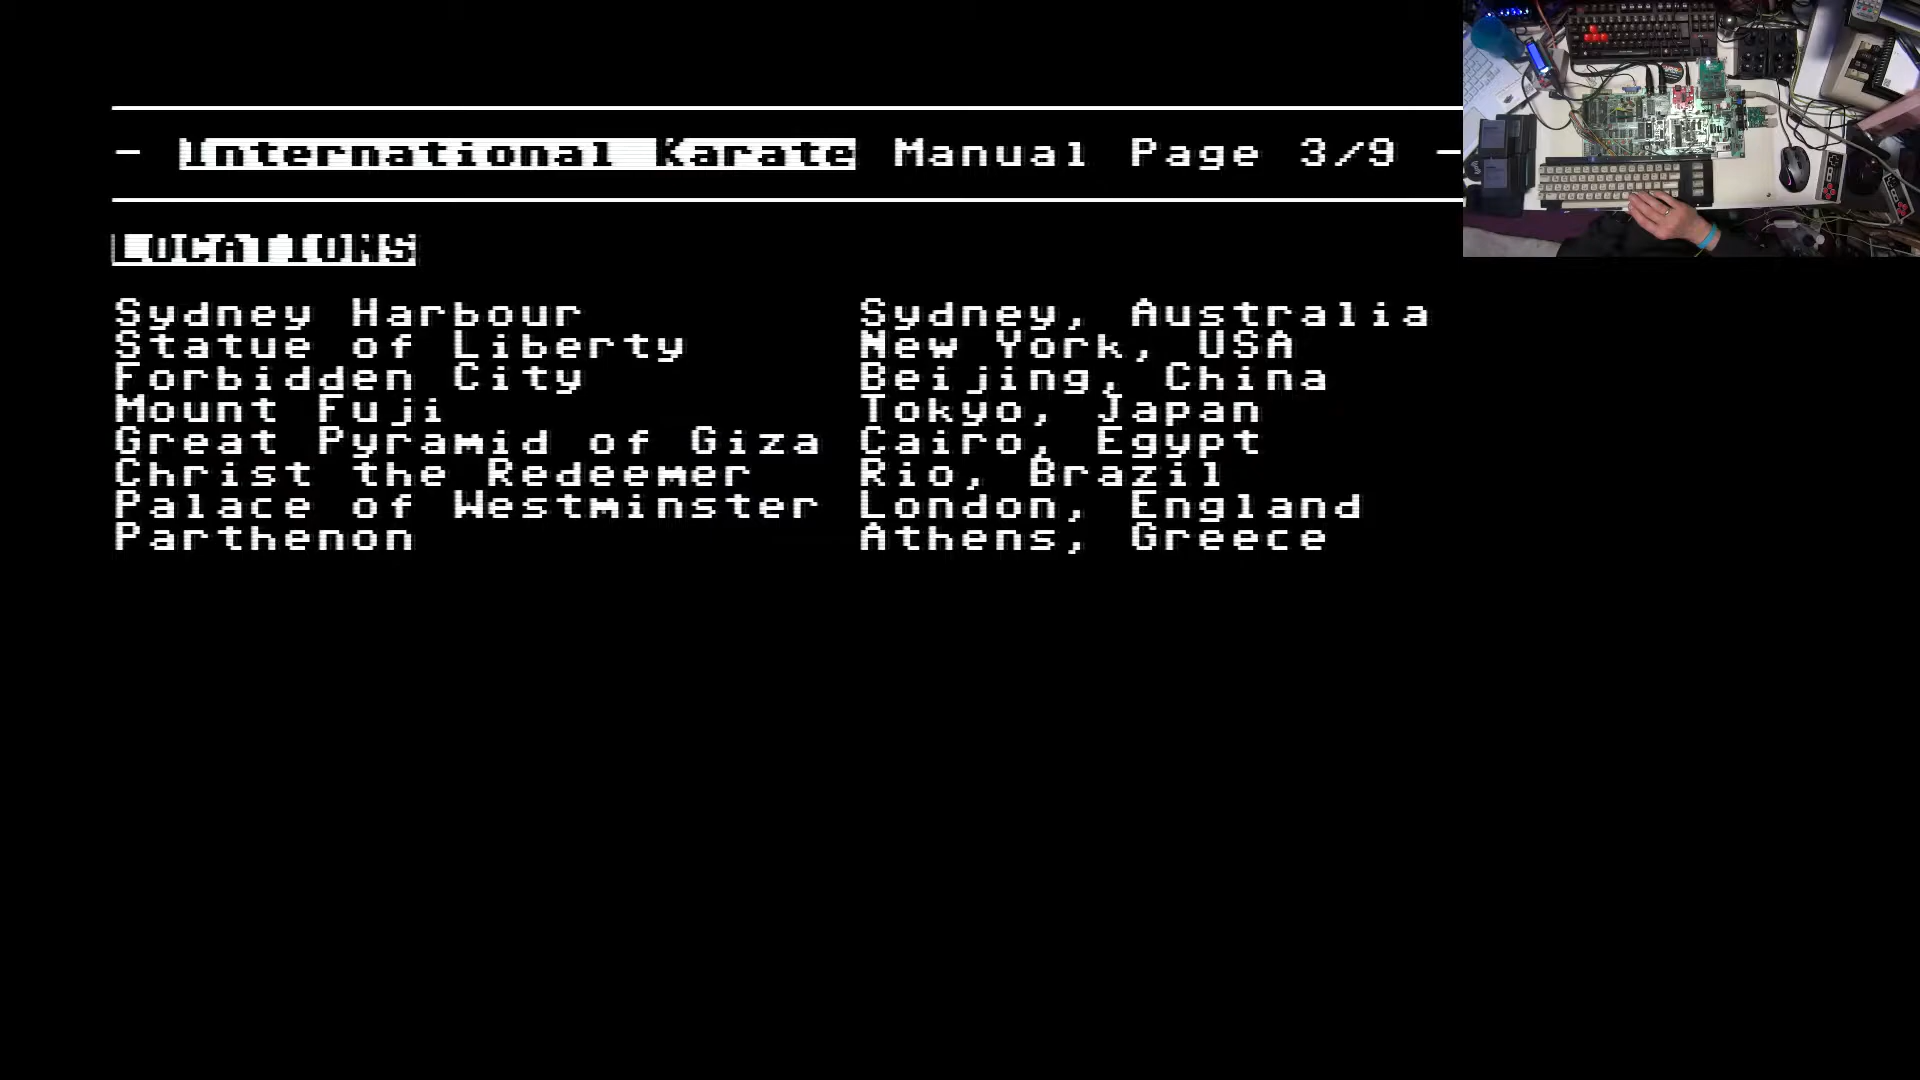 - International Karate Manual Page 3/9 -
LOCATIONS
Sydney Harbour Sydney, Australia
Statue of Liberty New York, USA
Forbidden City Beijing, China
Mount Fuji Tokyo, Japan
Great Pyramid of Giza Cairo, Egypt
Christ the Redeemer Rio, Brazil
Palace of Westminster London, England
Parthenon Athens, Greece